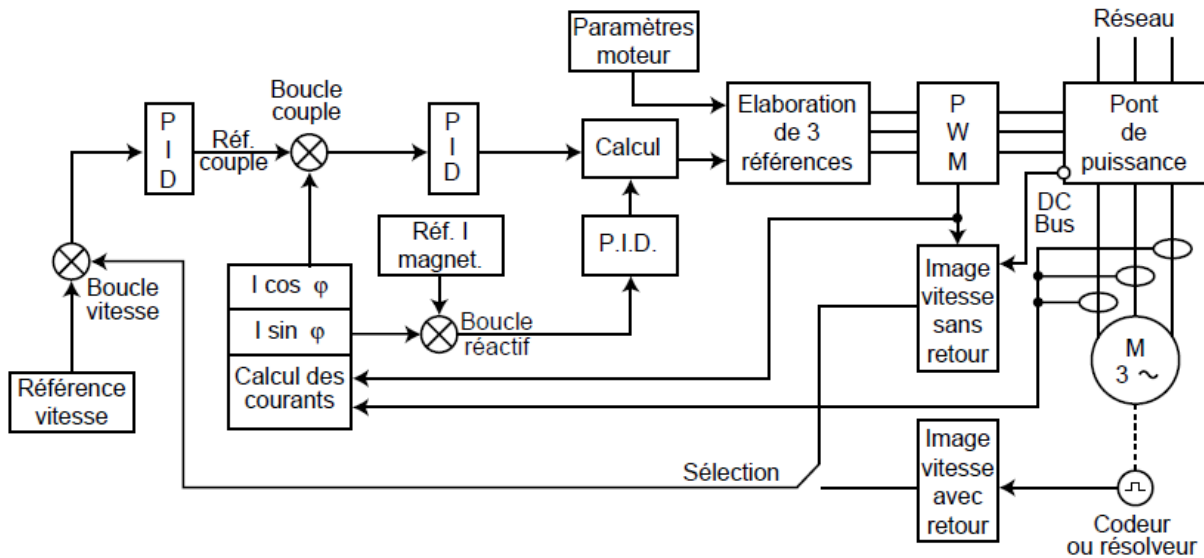 Réseau
Paramètres
moteur
Boucle
couple
P
I
D
Réf.
couple
P
I
D
Calcul
Elaboration
de 3
références
P
W
M
Pont
de
puissance
DC
Bus
Réf. I
magnet.
P.I.D.
Image
vitesse
sans
retour
Boucle
vitesse
I cos φ
I sin φ
Calcul des
courants
Boucle
réactif
M
3 ~
Référence
vitesse
Sélection
Image
vitesse
avec
retour
Codeur
ou résolveur